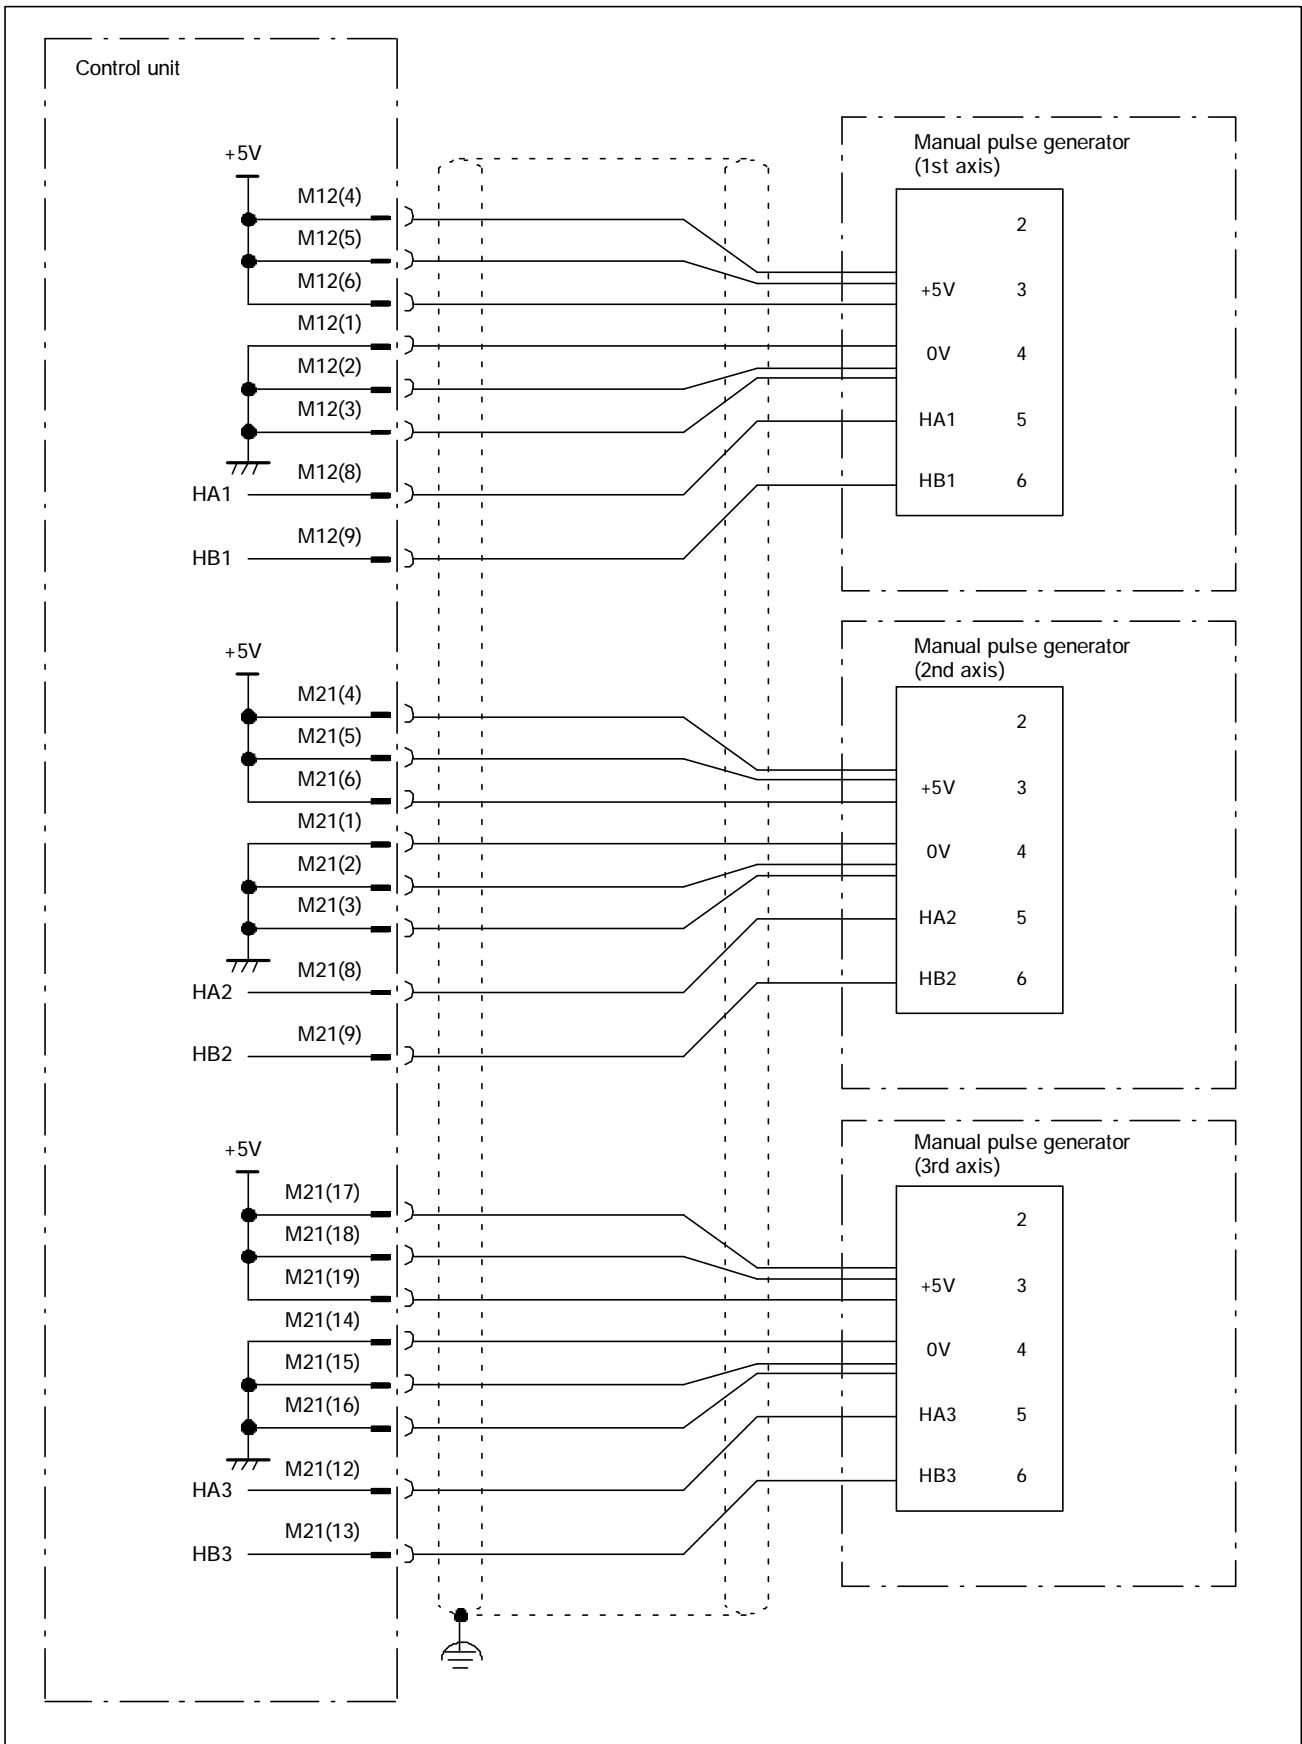 Control unit
+5V
M12(4)
M12(5)
M12(6)
M12(1)
M12(2)
M12(3)
M12(8)
HA1
M12(9)
HB1
Manual pulse generator
(1st axis)
2
+5V 3
0V 4
HA1 5
HB1 6
+5V
M21(4)
M21(5)
M21(6)
M21(1)
M21(2)
M21(3)
M21(8)
HA2
M21(9)
HB2
Manual pulse generator
(2nd axis)
2
+5V 3
0V 4
HA2 5
HB2 6
+5V
M21(17)
M21(18)
M21(19)
M21(14)
M21(15)
M21(16)
M21(12)
HA3
M21(13)
HB3
Manual pulse generator
(3rd axis)
2
+5V 3
0V 4
HA3 5
HB3 6